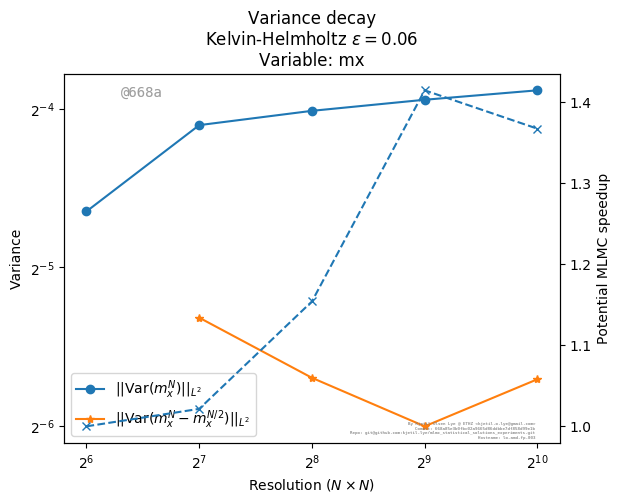 Variance decay
Kelvin-Helmholtz ε = 0.06
Variable: mx
@668a
Variance
2^{-4}
2^{-5}
2^{-6}
Potential MLMC speedup
1.4
1.3
1.2
1.1
1.0
||Var(m_x^N)||_{L^2}
||Var(m_x^N − m_x^{N/2})||_{L^2}
2^6
2^7
2^8
2^9
2^{10}
Resolution (N × N)